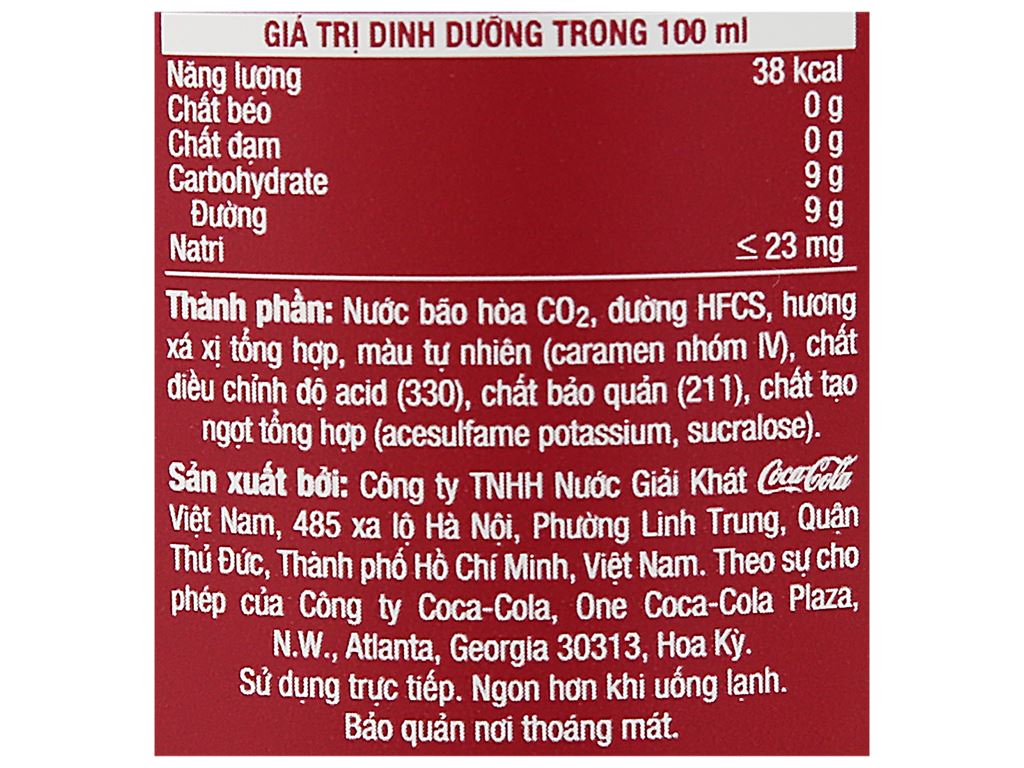 GIÁ TRỊ DINH DƯỠNG TRONG 100 ml
Năng lượng 38 kcal
Chất béo 0 g
Chất đạm 0 g
Carbohydrate 9 g
Đường 9 g
Natri ≤ 23 mg
Thành phần: Nước bão hòa CO2, đường HFCS, hương
xá xị tổng hợp, màu tự nhiên (caramen nhóm IV), chất
điều chỉnh độ acid (330), chất bảo quản (211), chất tạo
ngọt tổng hợp (acesulfame potassium, sucralose).
Sản xuất bởi: Công ty TNHH Nước Giải Khát Coca-Cola
Việt Nam, 485 xa lộ Hà Nội, Phường Linh Trung, Quận
Thủ Đức, Thành phố Hồ Chí Minh, Việt Nam. Theo sự cho
phép của Công ty Coca-Cola, One Coca-Cola Plaza,
N.W., Atlanta, Georgia 30313, Hoa Kỳ.
Sử dụng trực tiếp. Ngon hơn khi uống lạnh.
Bảo quản nơi thoáng mát.